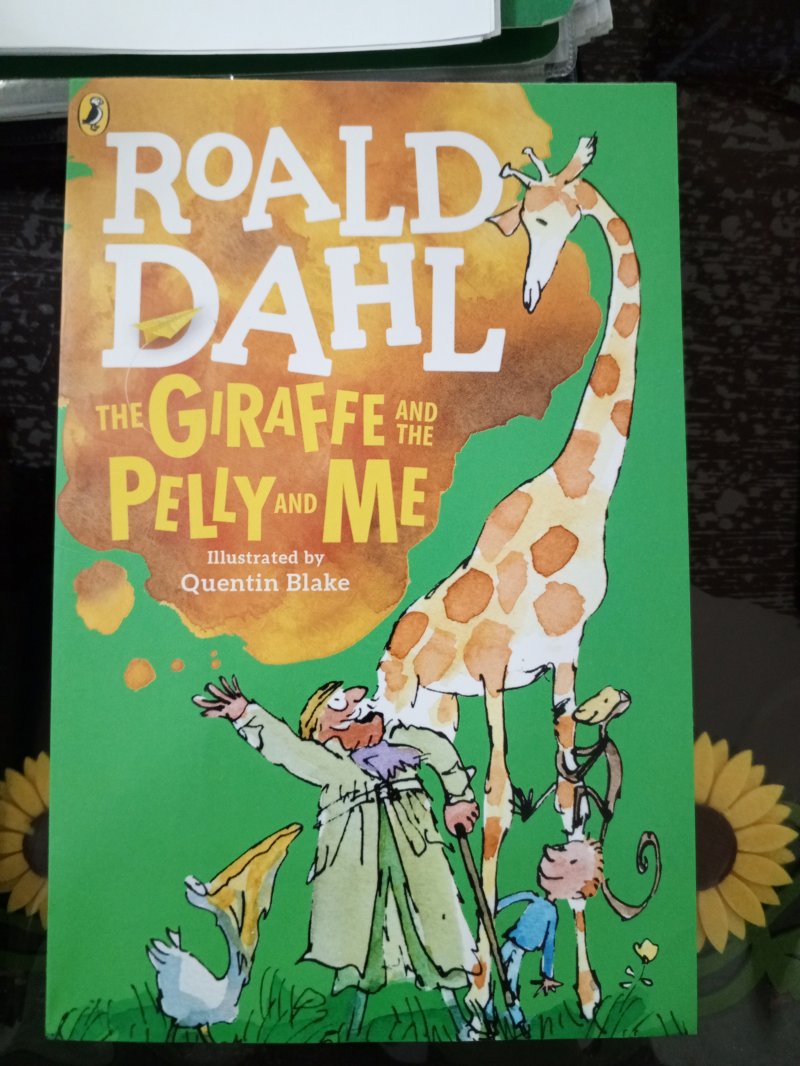 ROALD
DAHL
THE GIRAFFE AND THE
PELLY AND ME
Illustrated by
Quentin Blake